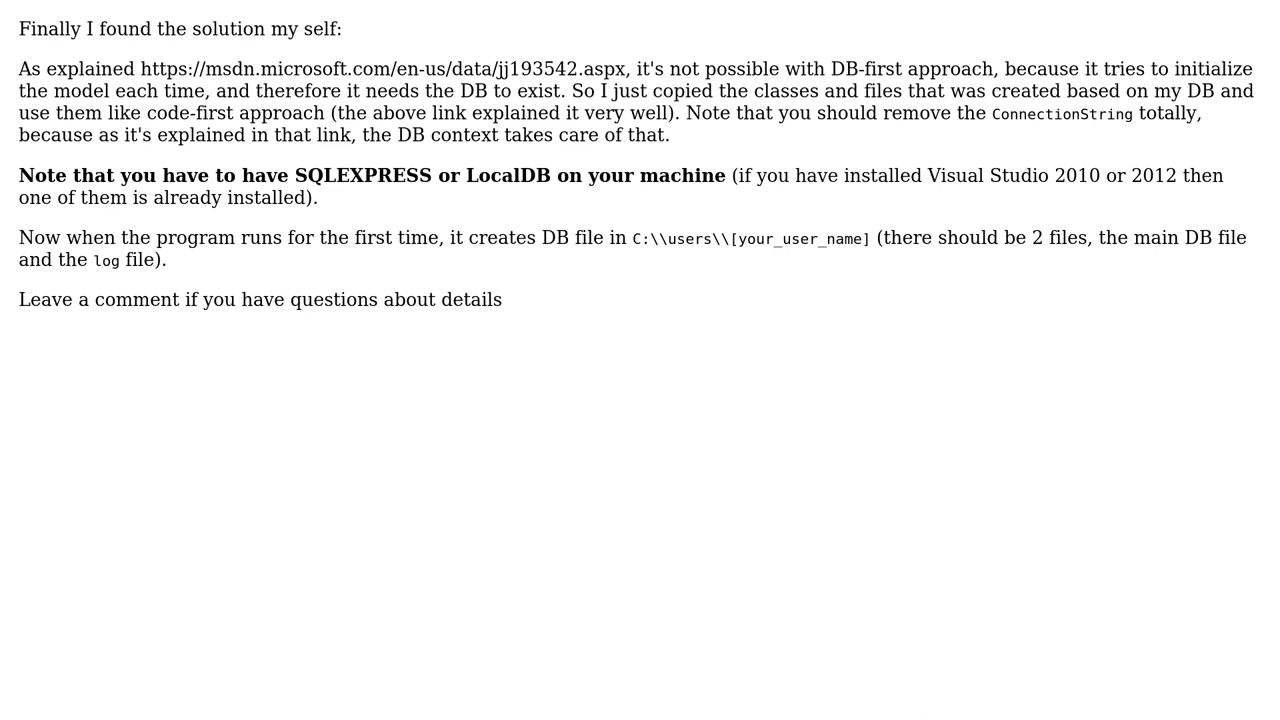 Finally I found the solution my self:
As explained https://msdn.microsoft.com/en-us/data/jj193542.aspx, it's not possible with DB-first approach, because it tries to initialize
the model each time, and therefore it needs the DB to exist. So I just copied the classes and files that was created based on my DB and
use them like code-first approach (the above link explained it very well). Note that you should remove the ConnectionString totally,
because as it's explained in that link, the DB context takes care of that.
Note that you have to have SQLEXPRESS or LocalDB on your machine (if you have installed Visual Studio 2010 or 2012 then
one of them is already installed).
Now when the program runs for the first time, it creates DB file in C:\\users\\[your_user_name] (there should be 2 files, the main DB file
and the log file).
Leave a comment if you have questions about details